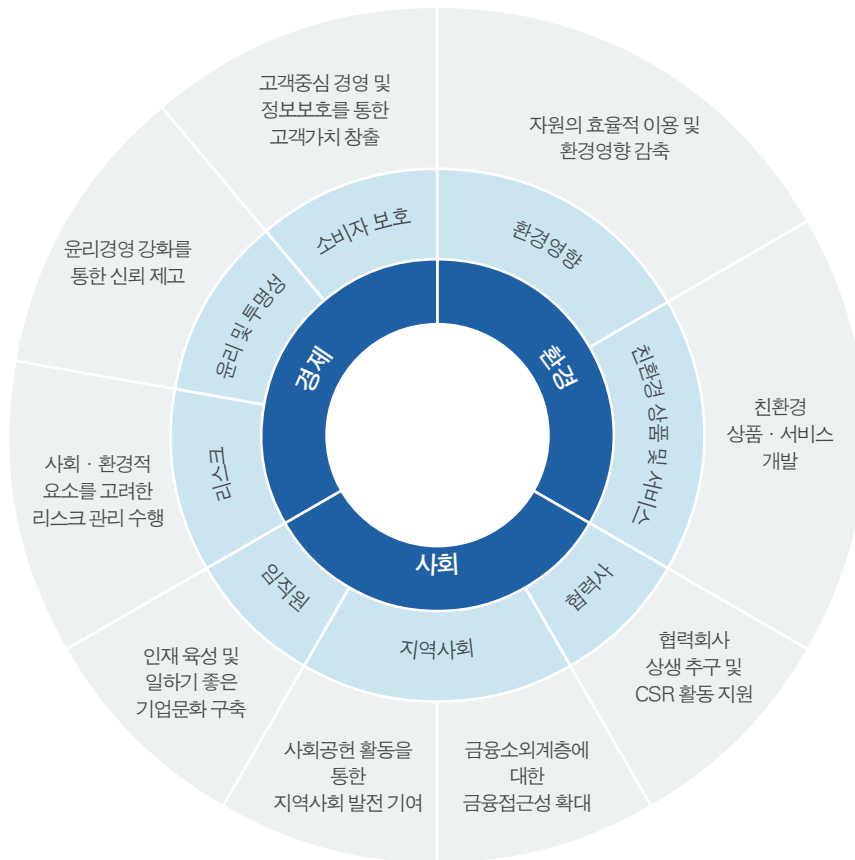 고객중심 경영 및
정보보호를 통한
고객가치 창출
자원의 효율적 이용 및
환경영향 감축
소비자 보호
환경영향
윤리경영 강화를
통한 신뢰 제고
윤리 및 투명성
경제
환경
친환경 상품 및 서비스
친환경
상품 · 서비스
개발
사회 · 환경적
요소를 고려한
리스크 관리 수행
리스크
사회
임직원
협력사
지역사회
인재 육성 및
일하기 좋은
기업문화 구축
협력회사
상생 추구 및
CSR 활동 지원
사회공헌 활동을
통한
지역사회 발전 기여
금융소외계층에
대한
금융접근성 확대